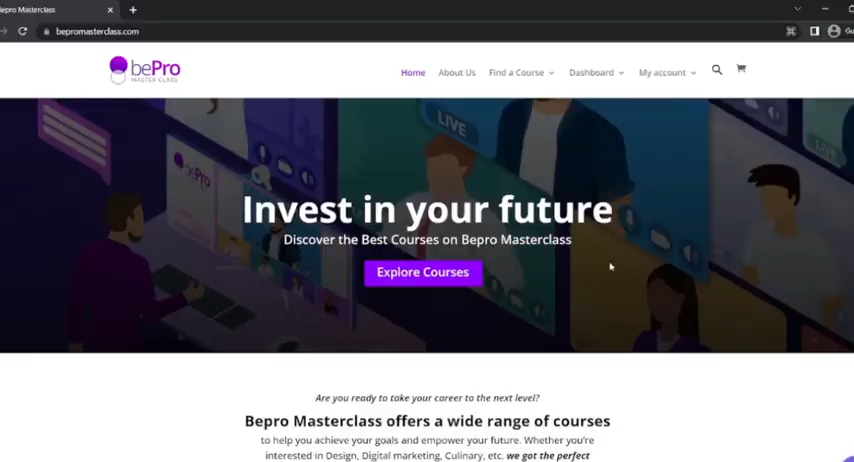 Bepro Masterclass
bepromasterclass.com
bePro
MASTER CLASS
Home About Us Find a Course Dashboard My account
LIVE
bePro
Invest in your future
Discover the Best Courses on Bepro Masterclass
Explore Courses
Are you ready to take your career to the next level?
Bepro Masterclass offers a wide range of courses
to help you achieve your goals and empower your future. Whether you're
interested in Design, Digital marketing, Culinary, etc. we got the perfect